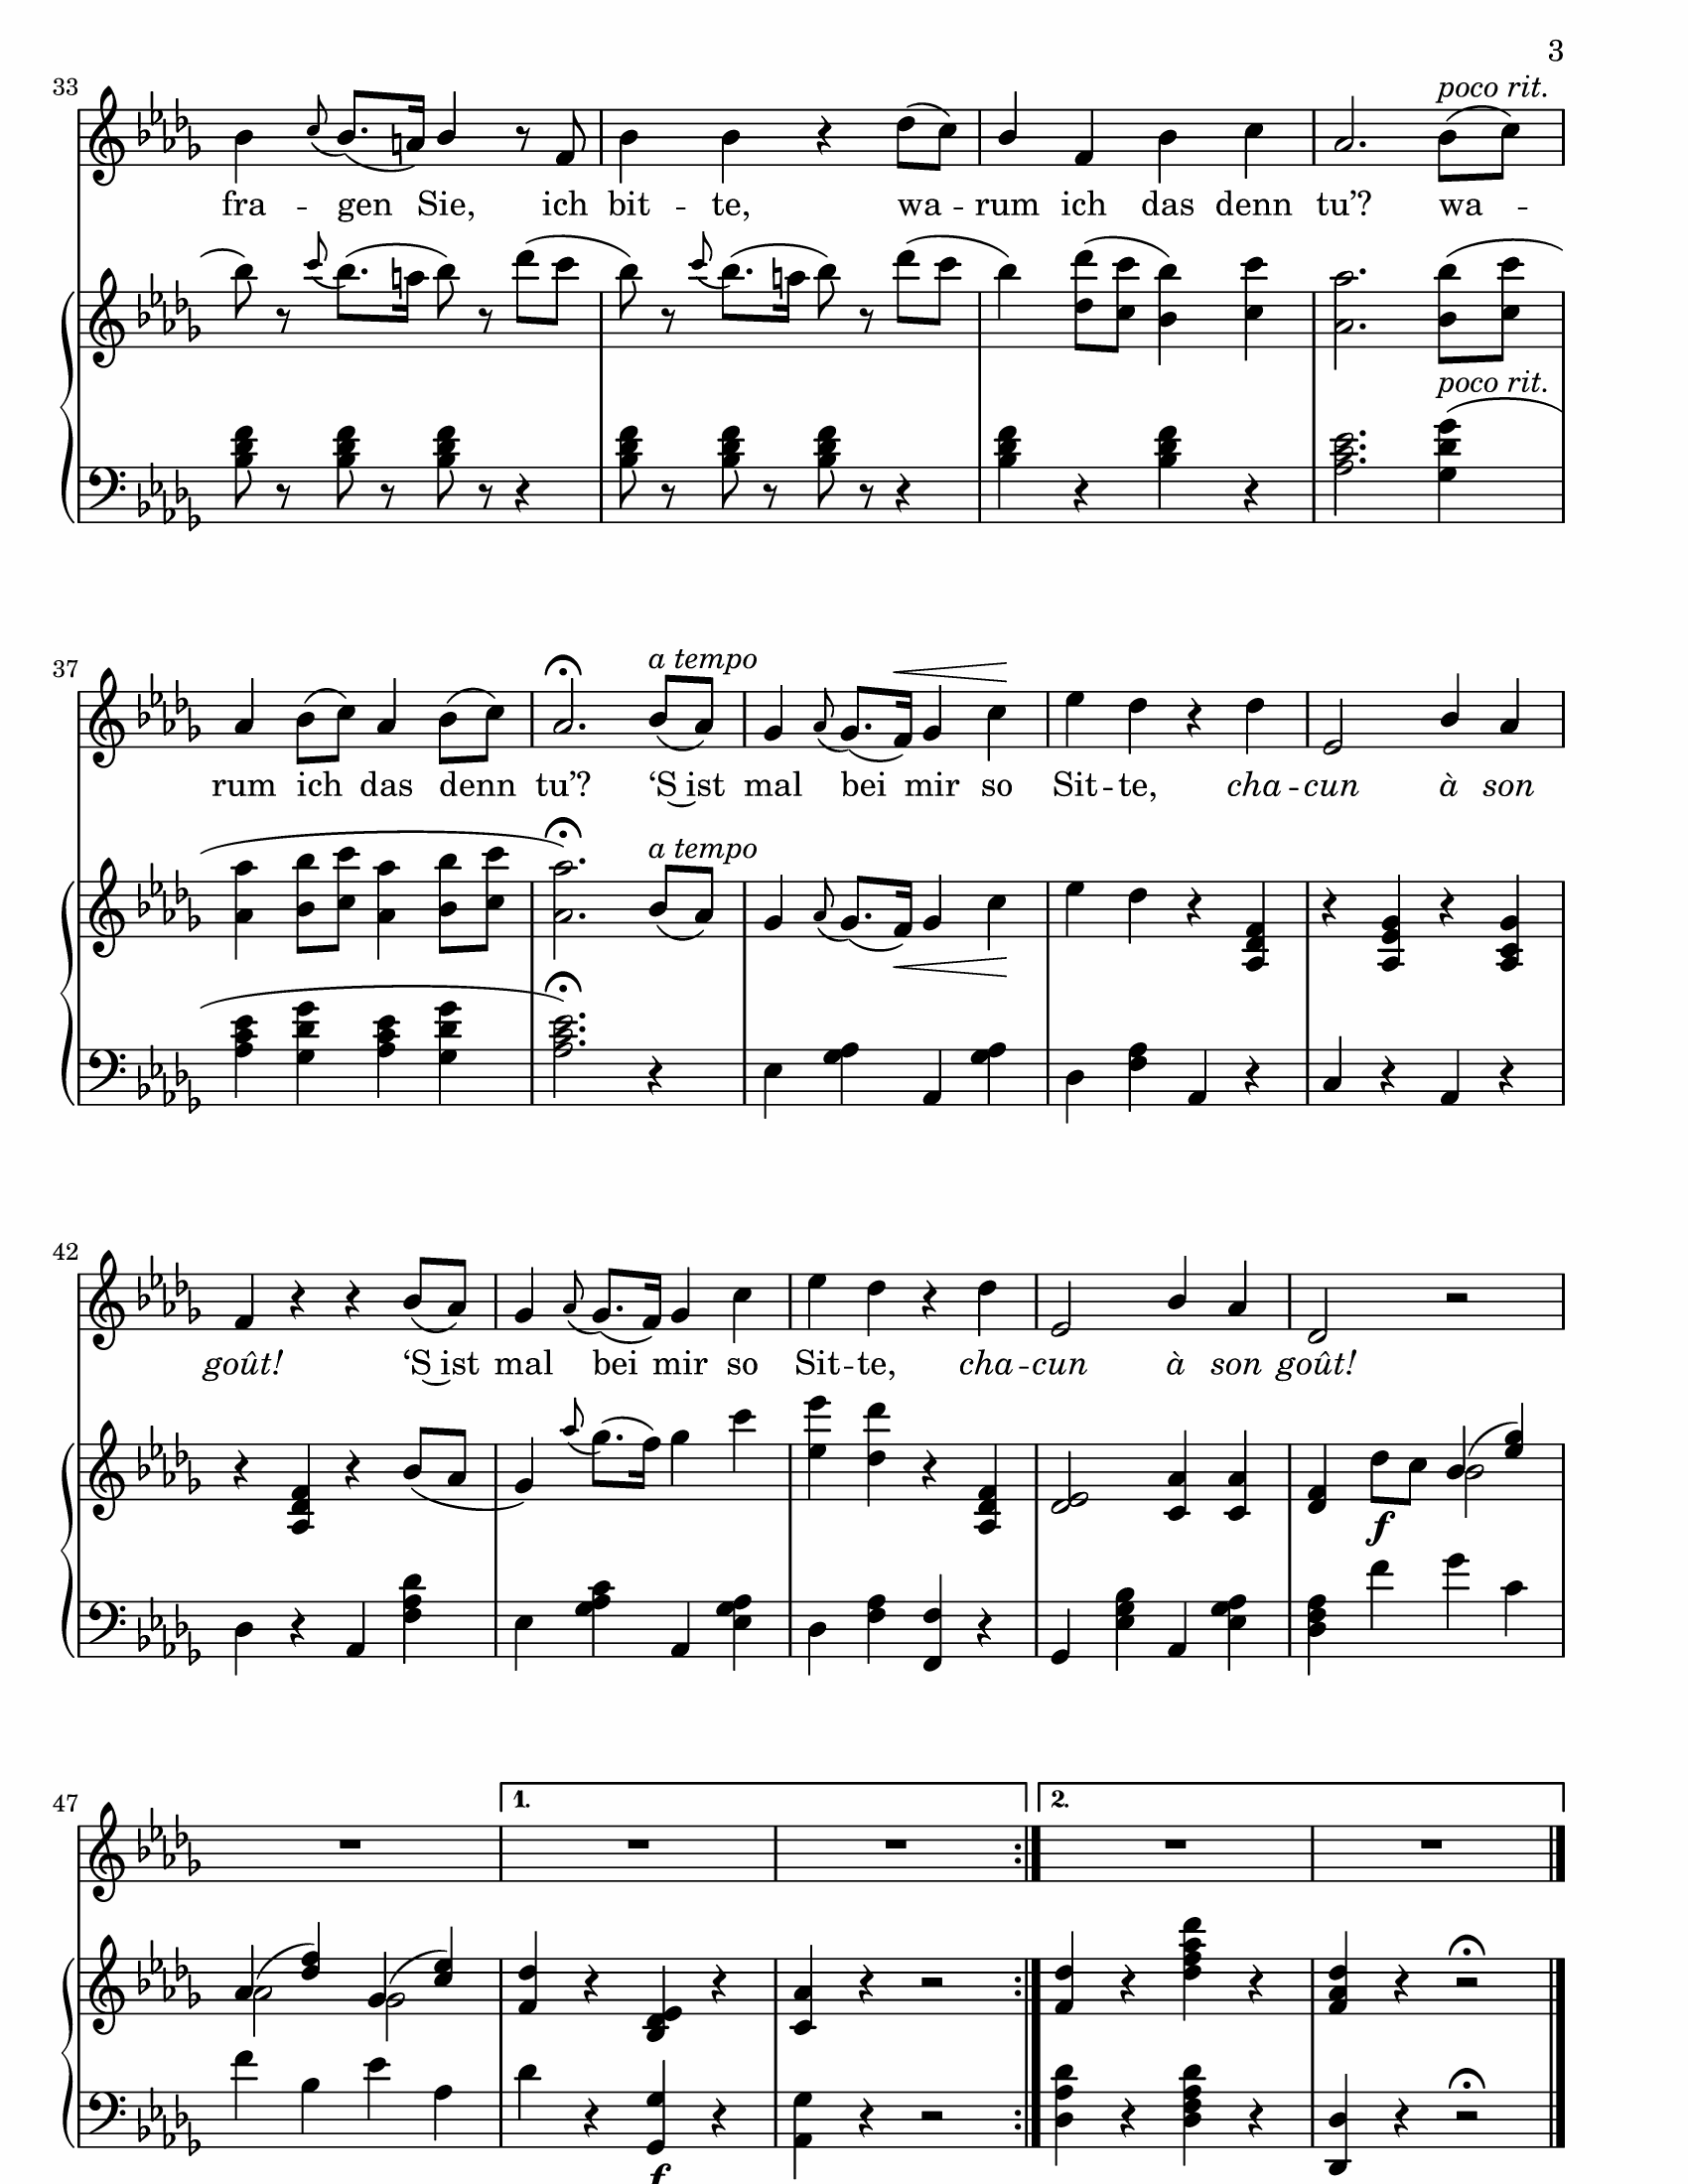 3
33
poco rit.
fra - gen Sie, ich bit - te, wa - rum ich das denn tu’? wa -
poco rit.
37
a tempo
rum ich das denn tu’? ‘S ist mal bei mir so Sit - te, cha - cun à son
a tempo
42
goût! ‘S ist mal bei mir so Sit - te, cha - cun à son goût!
f
47
1. 2.
f